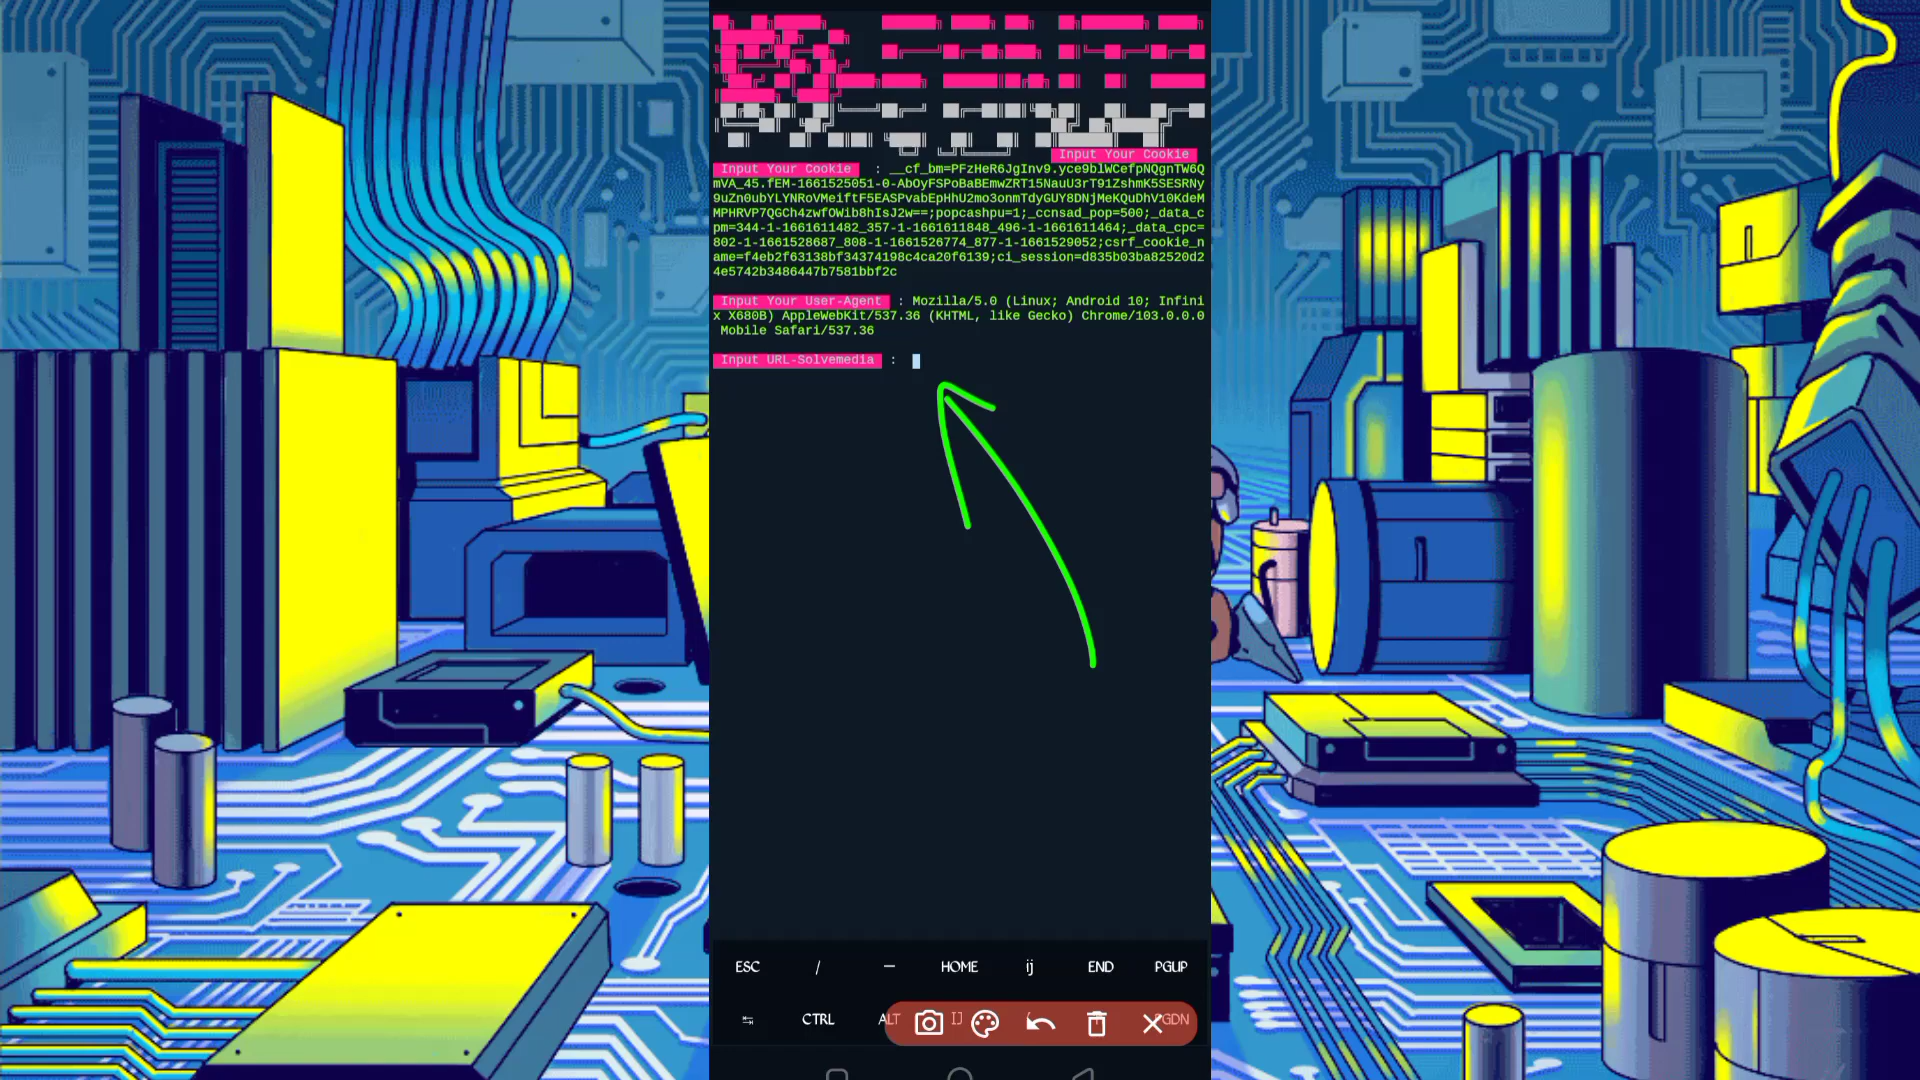 Input Your Cookie
Input Your Cookie : __cf_bm=PFzHeR6JgInv9.yce9blWCefpNQgnTW6Q
mVA_45.fEM-1661525051-0-AbOyFSPoBaBEmwZRT15NauU3rT91ZshmK5SESRNy
9uZn0ubYLYNRoVMeiftF5EASPvabEpHhU2mo3onmTdyGUY8DNjMeKQuDhV10KdeM
MPHRVP7QGCh4zwfOWib8hIsJ2w==;popcashpu=1;_ccnsad_pop=500;_data_c
pm=344-1-1661611482_357-1-1661611848_496-1-1661611464;_data_cpc=
802-1-1661528687_808-1-1661526774_877-1-1661529052;csrf_cookie_n
ame=f4eb2f63138bf34374198c4ca20f6139;ci_session=d835b03ba82520d2
4e5742b3486447b7581bbf2c
Input Your User-Agent : Mozilla/5.0 (Linux; Android 10; Infini
x X680B) AppleWebKit/537.36 (KHTML, like Gecko) Chrome/103.0.0.0
Mobile Safari/537.36
Input URL-Solvemedia :
ESC / — HOME ij END PGUP
CTRL ALT IJ PGDN